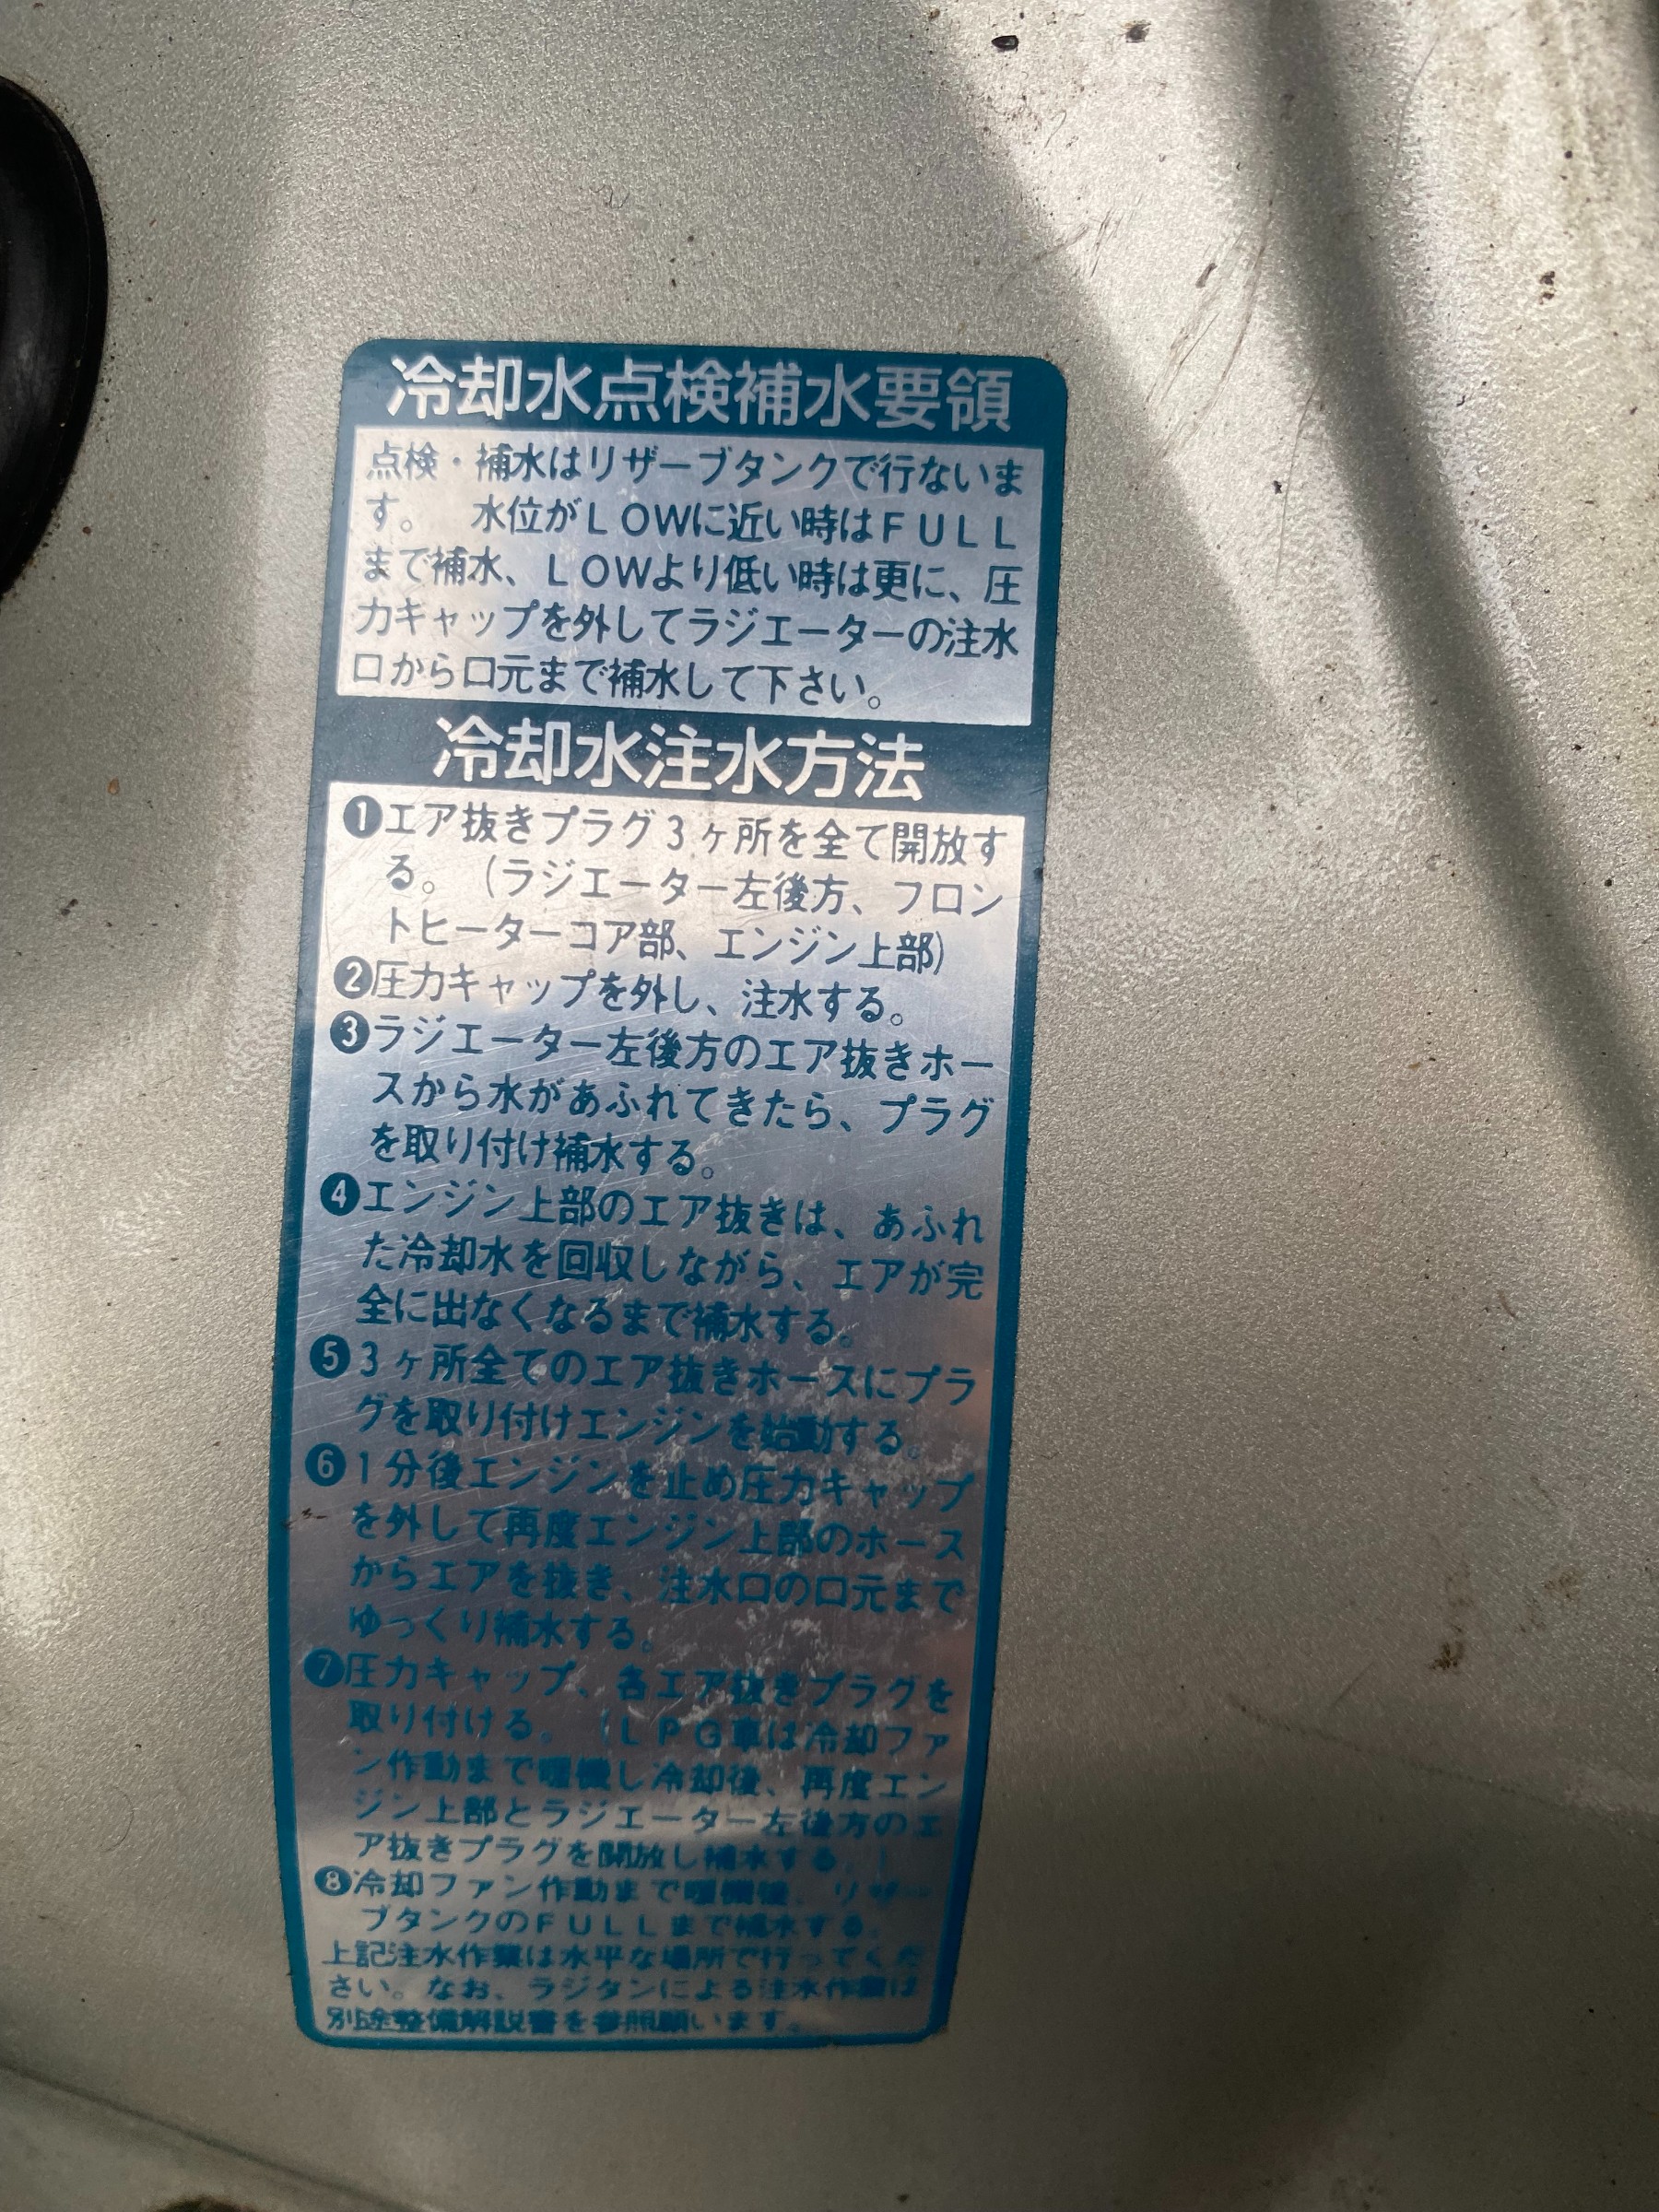 冷却水点検補水要領
点検・補水はリザーブタンクで行ないま
す。 水位がLOWに近い時はFULL
まで補水、LOWより低い時は更に、圧
力キャップを外してラジエーターの注水
口から口元まで補水して下さい。
冷却水注水方法
❶エア抜きプラグ3ヶ所を全て開放す
る。(ラジエーター左後方、フロン
トヒーターコア部、エンジン上部)
❷圧力キャップを外し、注水する。
❸ラジエーター左後方のエア抜きホー
スから水があふれてきたら、プラグ
を取り付け補水する。
❹エンジン上部のエア抜きは、あふれ
た冷却水を回収しながら、エアが完
全に出なくなるまで補水する。
❺3ヶ所全てのエア抜きホースにプラ
グを取り付けエンジンを始動する。
❻1分後エンジンを止め圧力キャップ
を外して再度エンジン上部のホース
からエアを抜き、注水口の口元まで
ゆっくり補水する。
❼圧力キャップ、各エア抜きプラグを
取り付ける。(LPG車は冷却ファ
ン作動まで暖機し冷却後、再度エン
ジン上部とラジエーター左後方のエ
ア抜きプラグを開放し補水する。)
❽冷却ファン作動まで暖機後、リザー
ブタンクのFULLまで補水する。
上記注水作業は水平な場所で行ってくだ
さい。なお、ラジタンによる注水作業は
別途整備解説書を参照願います。